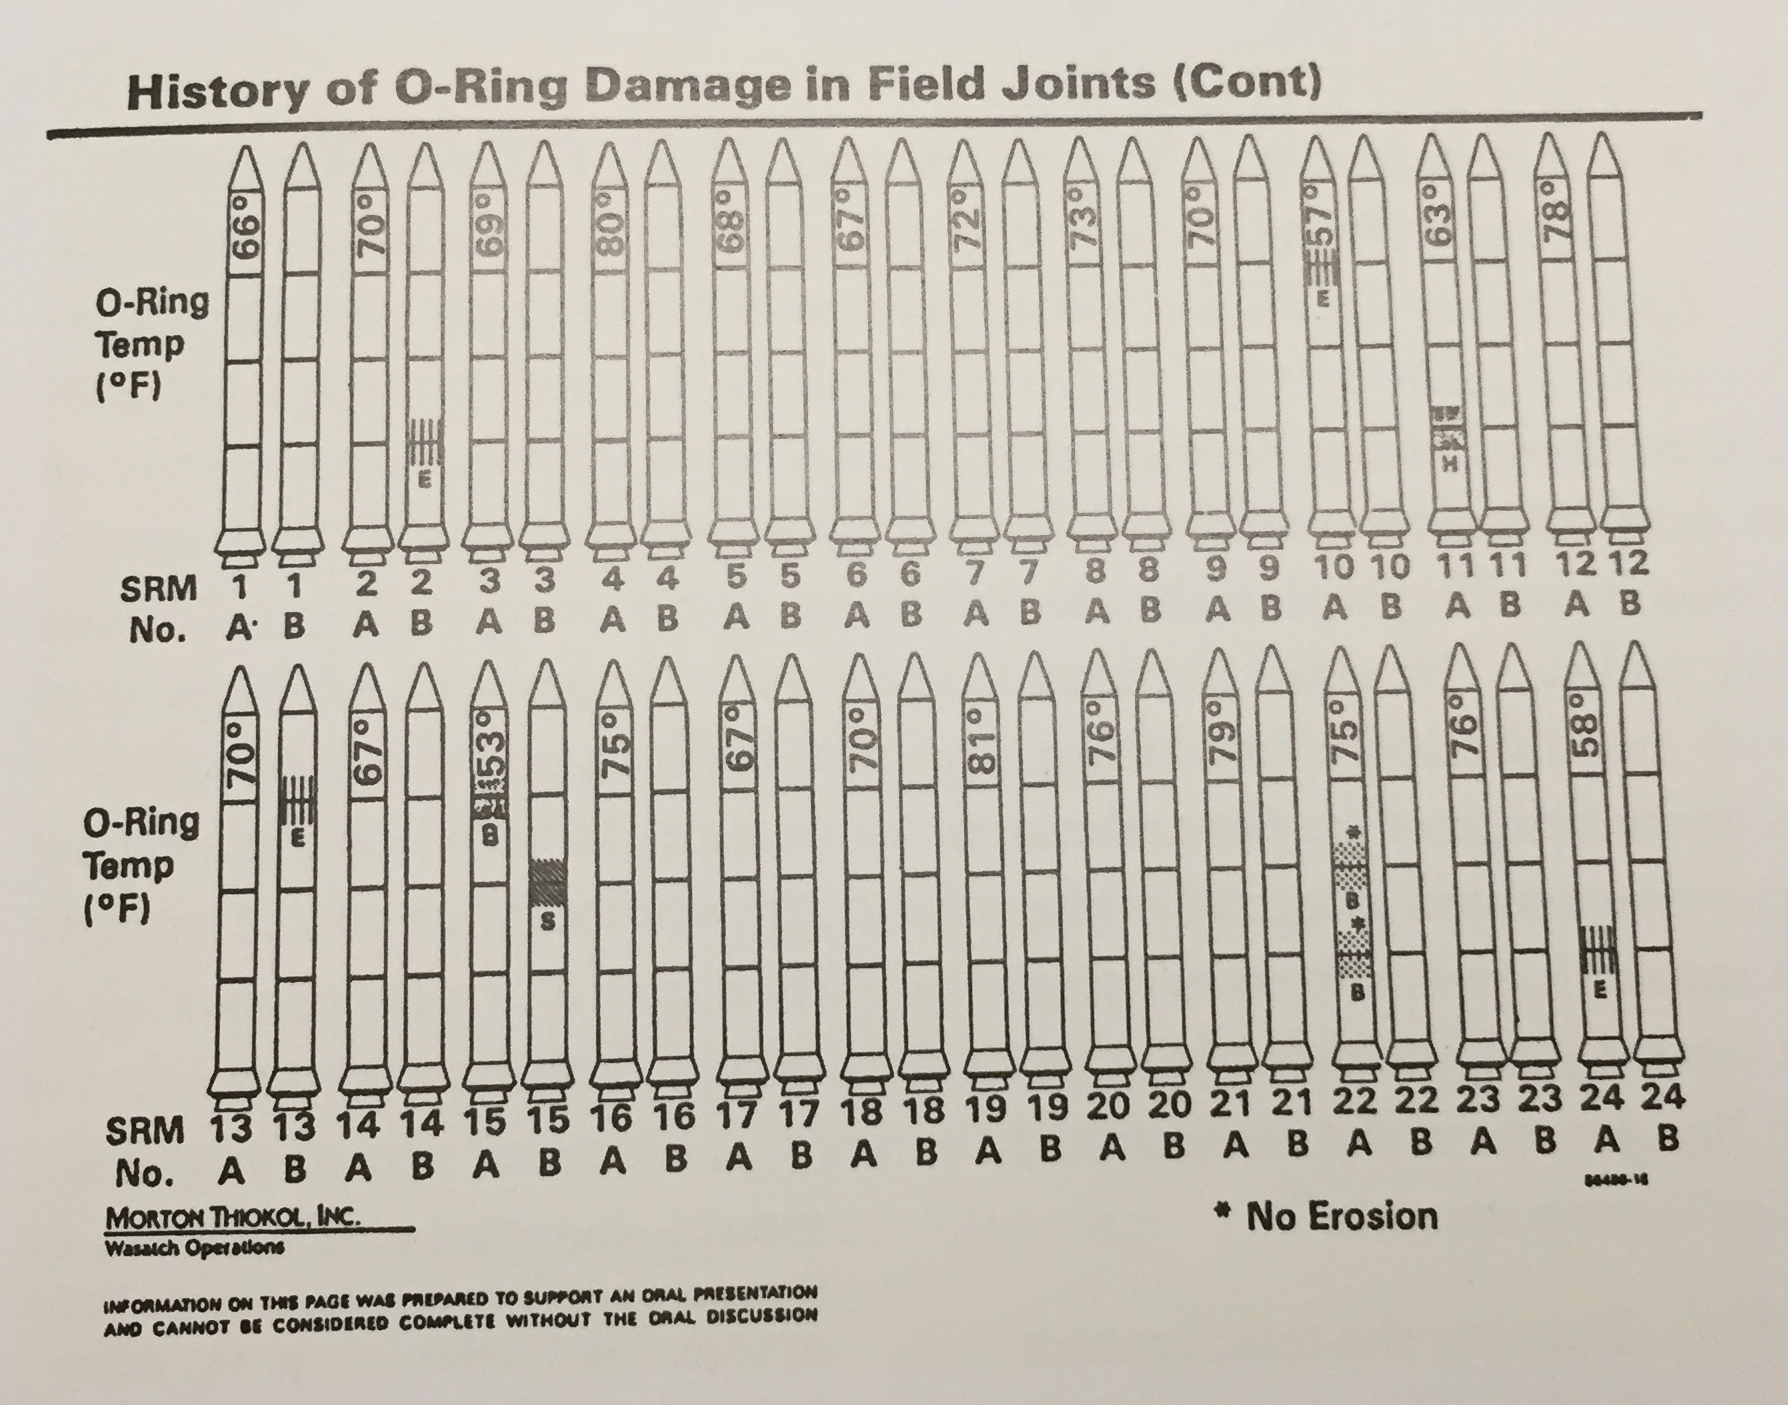 History of O-Ring Damage in Field Joints (Cont)
O-Ring
Temp
(°F)
66° 70° 69° 80° 68° 67° 72° 73° 70° 57° 63° 78°
E
E
H
SRM 1 1 2 2 3 3 4 4 5 5 6 6 7 7 8 8 9 9 10 10 11 11 12 12
No. A B A B A B A B A B A B A B A B A B A B A B A B
O-Ring
Temp
(°F)
70° 67° 53° 75° 67° 70° 81° 76° 79° 75° 76° 58°
E
B
S
*
B
*
B
E
SRM 13 13 14 14 15 15 16 16 17 17 18 18 19 19 20 20 21 21 22 22 23 23 24 24
No. A B A B A B A B A B A B A B A B A B A B A B A B
MORTON THIOKOL, INC.
Wasatch Operations
* No Erosion
INFORMATION ON THIS PAGE WAS PREPARED TO SUPPORT AN ORAL PRESENTATION
AND CANNOT BE CONSIDERED COMPLETE WITHOUT THE ORAL DISCUSSION